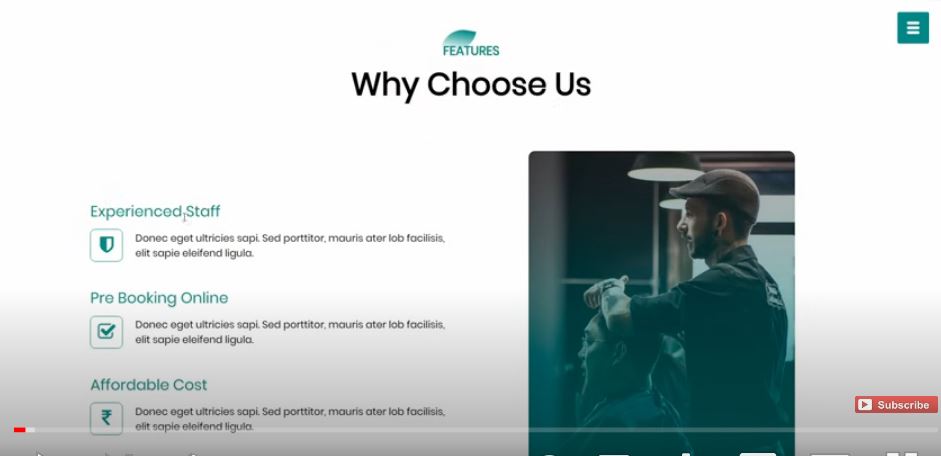 FEATURES
Why Choose Us
Experienced Staff
Donec eget ultricies sapi. Sed porttitor, mauris ater lob facilisis,
elit sapie eleifend ligula.
Pre Booking Online
Donec eget ultricies sapi. Sed porttitor, mauris ater lob facilisis,
elit sapie eleifend ligula.
Affordable Cost
₹
Donec eget ultricies sapi. Sed porttitor, mauris ater lob facilisis,
elit sapie eleifend ligula.
Subscribe